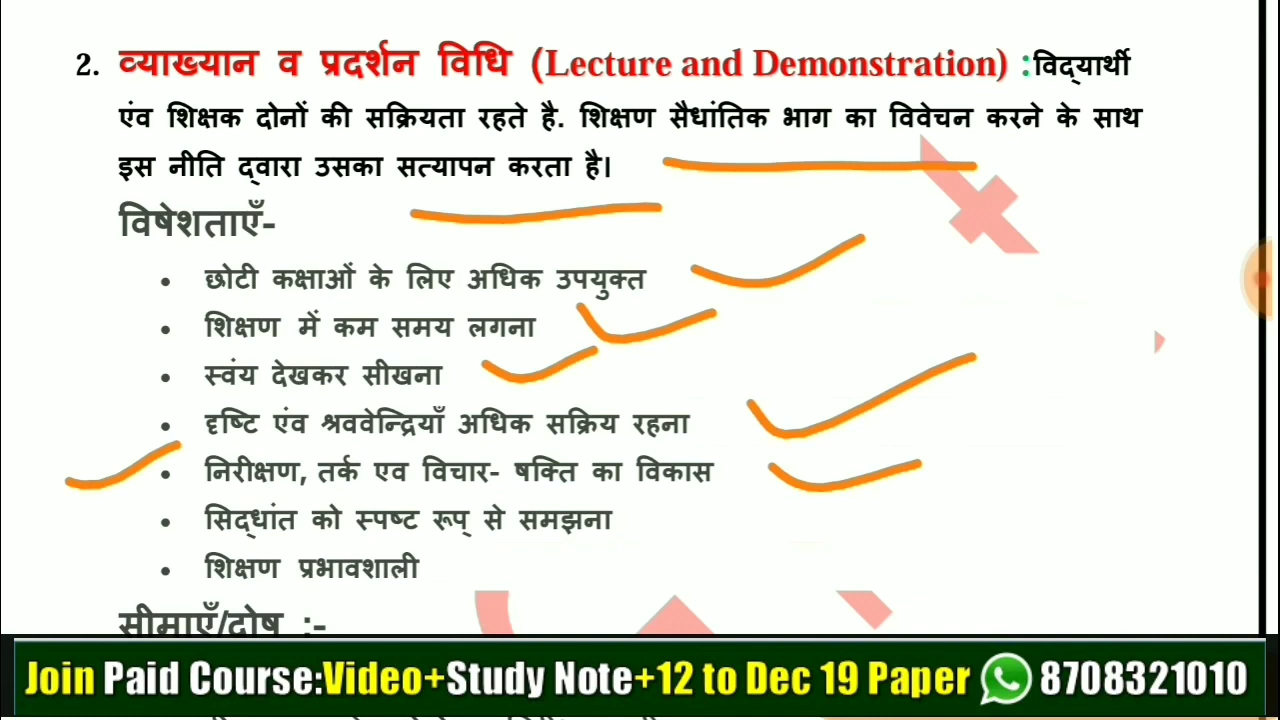 2. व्याख्यान व प्रदर्शन विधि (Lecture and Demonstration) :विद्यार्थी
एंव शिक्षक दोनों की सक्रियता रहते है. शिक्षण सैधांतिक भाग का विवेचन करने के साथ
इस नीति द्वारा उसका सत्यापन करता है।
विषेशताएँ-
• छोटी कक्षाओं के लिए अधिक उपयुक्त
• शिक्षण में कम समय लगना
• स्वंय देखकर सीखना
• दृष्टि एंव श्रववेन्द्रियाँ अधिक सक्रिय रहना
• निरीक्षण, तर्क एव विचार- षक्ति का विकास
• सिद्धांत को स्पष्ट रूप् से समझना
• शिक्षण प्रभावशाली
सीमाएँ/दोष :-
Join Paid Course:Video+Study Note+12 to Dec 19 Paper 8708321010